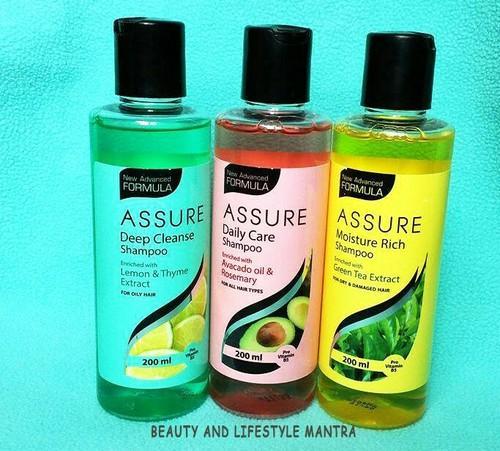 New Advanced
FORMULA
ASSURE
Deep Cleanse
Shampoo
Enriched with
Lemon & Thyme
Extract
FOR OILY HAIR
200 ml
Pro
Vitamin
B5
New Advanced
FORMULA
ASSURE
Daily Care
Shampoo
Enriched with
Avacado oil &
Rosemary
FOR ALL HAIR TYPES
200 ml
Pro
Vitamin
B5
New Advanced
FORMULA
ASSURE
Moisture Rich
Shampoo
Enriched with
Green Tea Extract
FOR DRY & DAMAGED HAIR
200 ml
Pro
Vitamin
B5
BEAUTY AND LIFESTYLE MANTRA